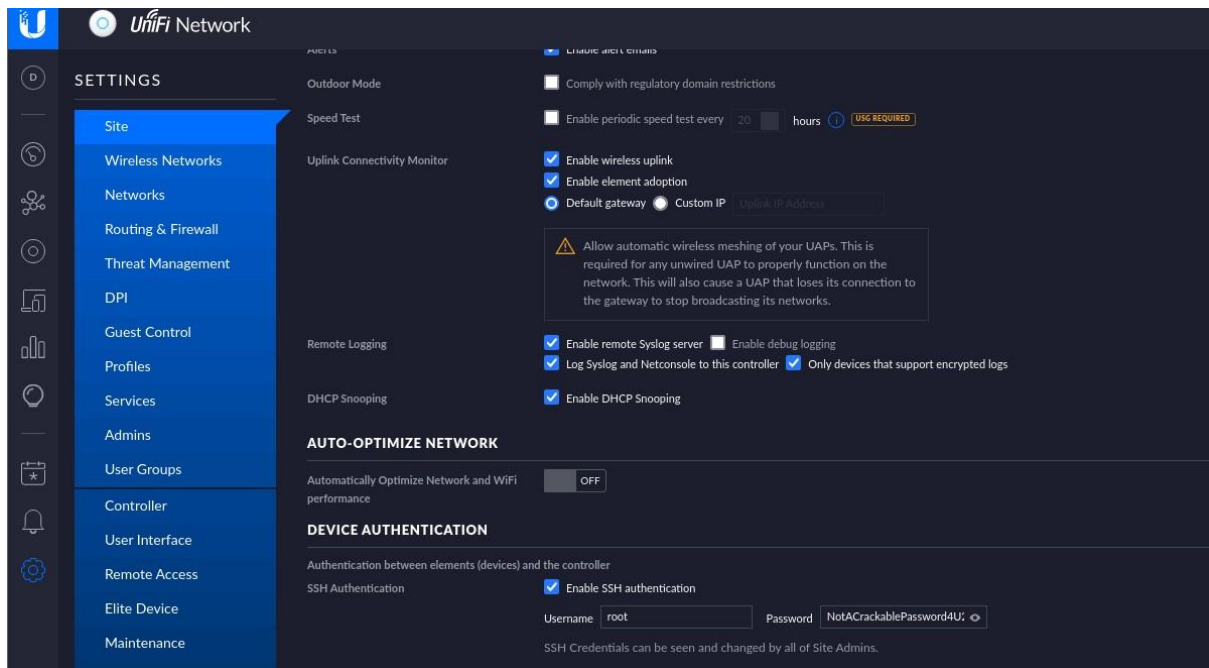 UniFi Network
Alerts Enable alert emails
D
SETTINGS
Outdoor Mode Comply with regulatory domain restrictions
Site
Speed Test Enable periodic speed test every 20 hours USG REQUIRED
Wireless Networks
Uplink Connectivity Monitor Enable wireless uplink
Enable element adoption
Networks
Default gateway Custom IP Uplink IP Address
Routing & Firewall
Allow automatic wireless meshing of your UAPs. This is
Threat Management
required for any unwired UAP to properly function on the
network. This will also cause a UAP that loses its connection to
DPI
the gateway to stop broadcasting its networks.
Guest Control
Remote Logging Enable remote Syslog server Enable debug logging
Profiles
Log Syslog and Netconsole to this controller Only devices that support encrypted logs
Services
DHCP Snooping Enable DHCP Snooping
Admins
AUTO-OPTIMIZE NETWORK
User Groups
Automatically Optimize Network and WiFi OFF
performance
Controller
DEVICE AUTHENTICATION
User Interface
Authentication between elements (devices) and the controller
Remote Access
SSH Authentication Enable SSH authentication
Elite Device
Username root Password NotACrackablePassword4U
Maintenance
SSH Credentials can be seen and changed by all of Site Admins.